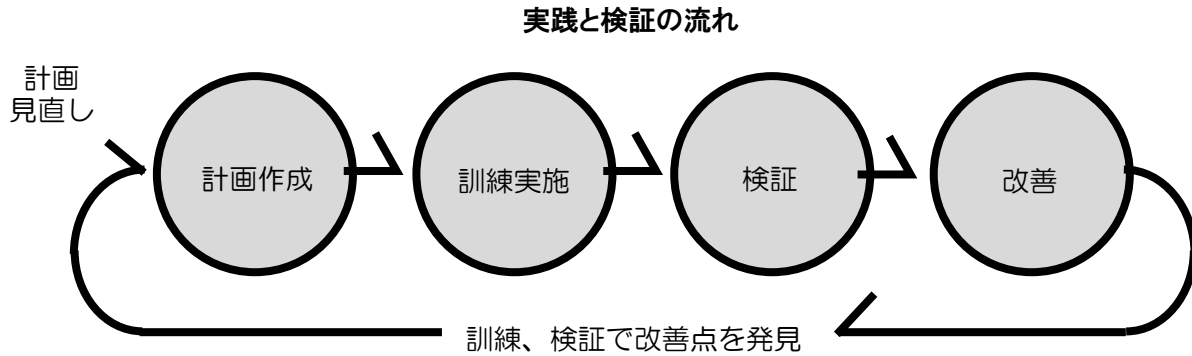 実践と検証の流れ
計画
見直し
計画作成
訓練実施
検証
改善
訓練、検証で改善点を発見